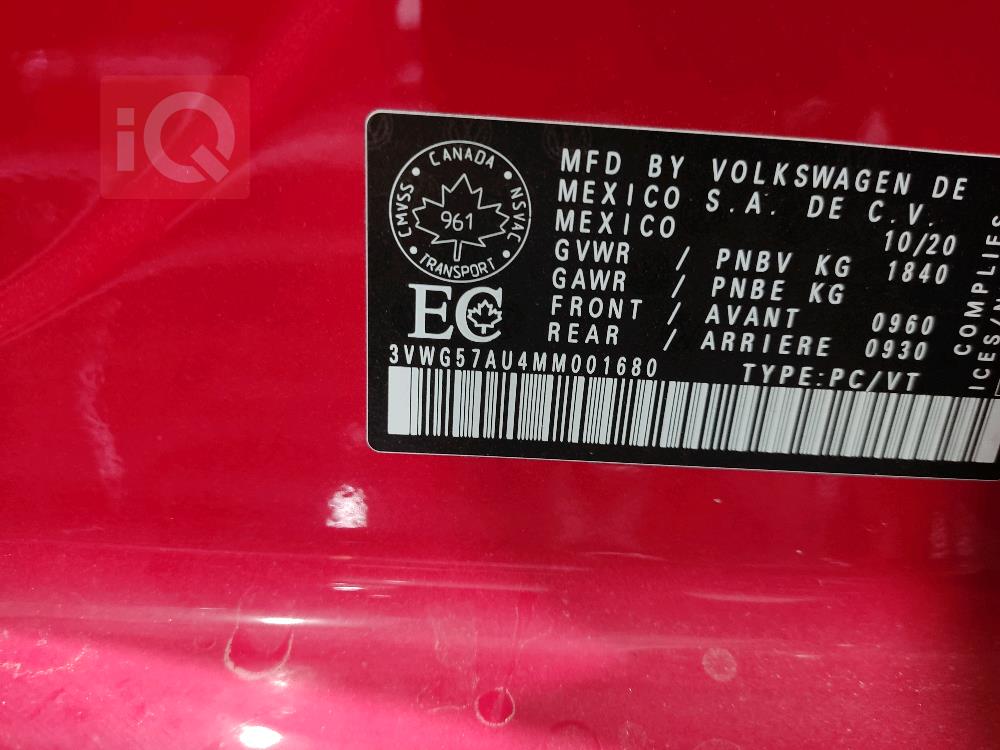 iQ
CANADA
CMVSS
NSVAC
961
TRANSPORT
EC
MFD BY VOLKSWAGEN DE
MEXICO S.A. DE C.V.
MEXICO 10/20
GVWR / PNBV KG 1840
GAWR / PNBE KG
FRONT / AVANT 0960
REAR / ARRIERE 0930
3VWG57AU4MM001680 TYPE:PC/VT
COMPLIES